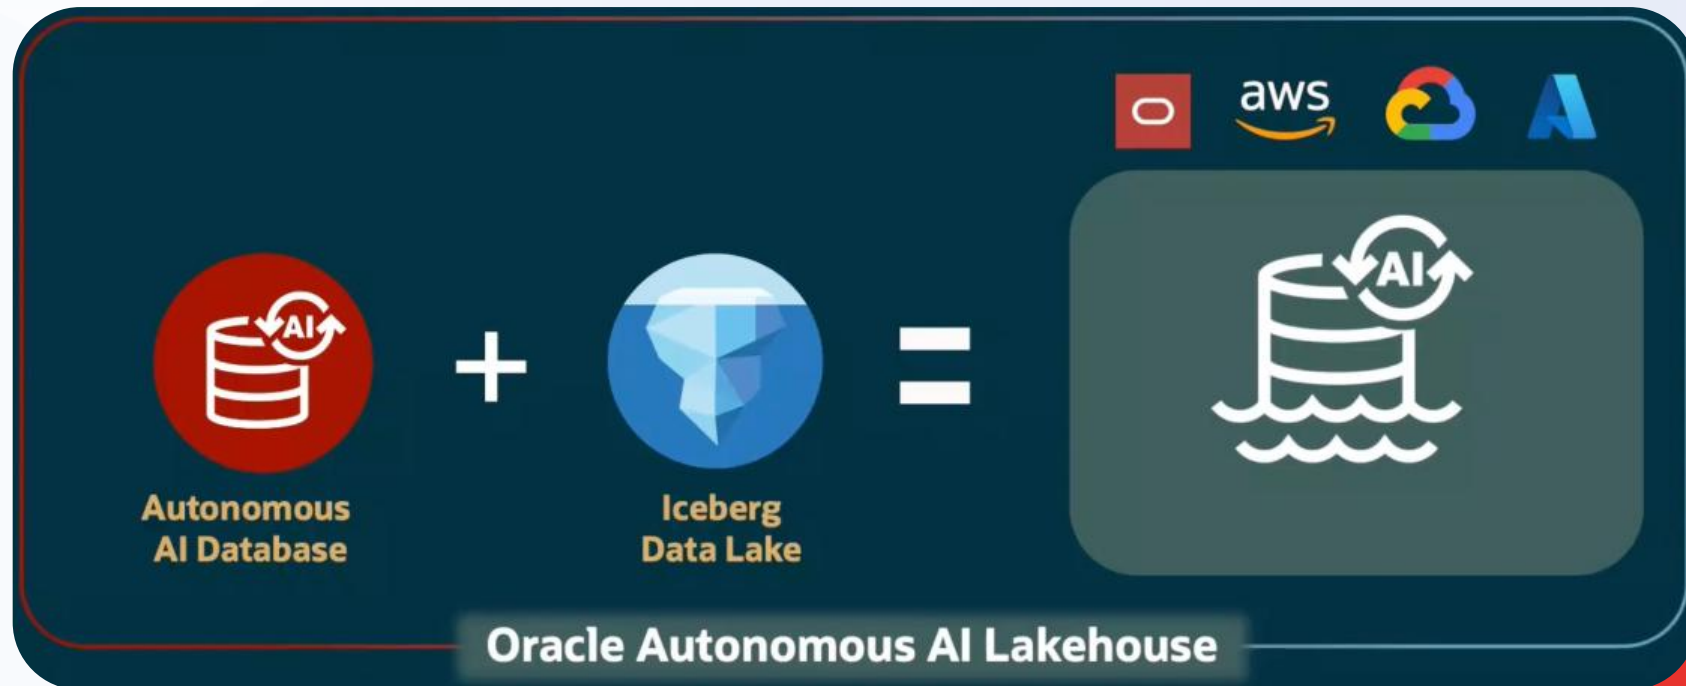 aws
AI
+
=
AI
Autonomous
AI Database
Iceberg
Data Lake
Oracle Autonomous AI Lakehouse